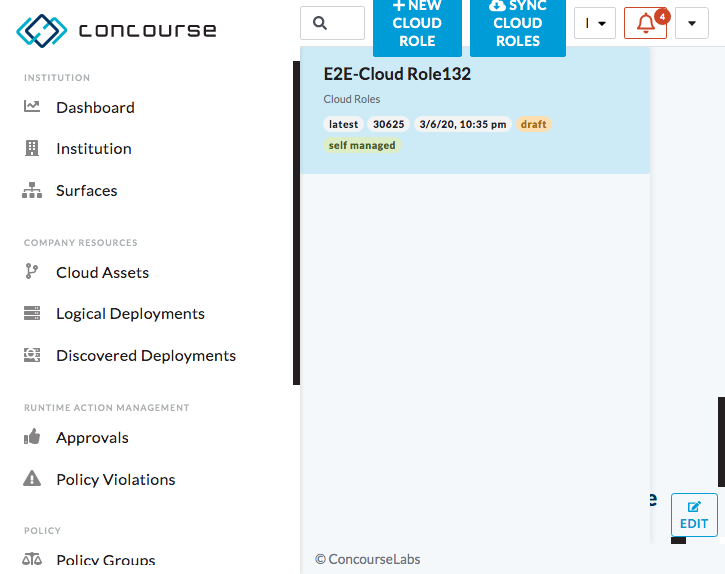 concourse
NEW
CLOUD
ROLE
SYNC
CLOUD
ROLES
4
INSTITUTION
Dashboard
Institution
Surfaces
COMPANY RESOURCES
Cloud Assets
Logical Deployments
Discovered Deployments
RUNTIME ACTION MANAGEMENT
Approvals
Policy Violations
POLICY
Policy Groups
E2E-Cloud Role132
Cloud Roles
latest 30625 3/6/20, 10:35 pm draft
self managed
EDIT
© ConcourseLabs